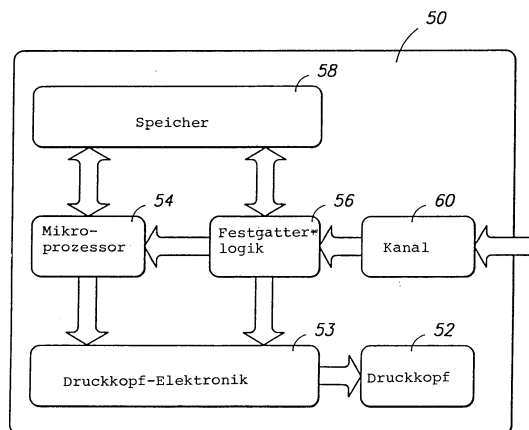 50
58
Speicher
54
56
60
Mikro-
prozessor
Festgatter-
logik
Kanal
53
52
Druckkopf-Elektronik
Druckkopf